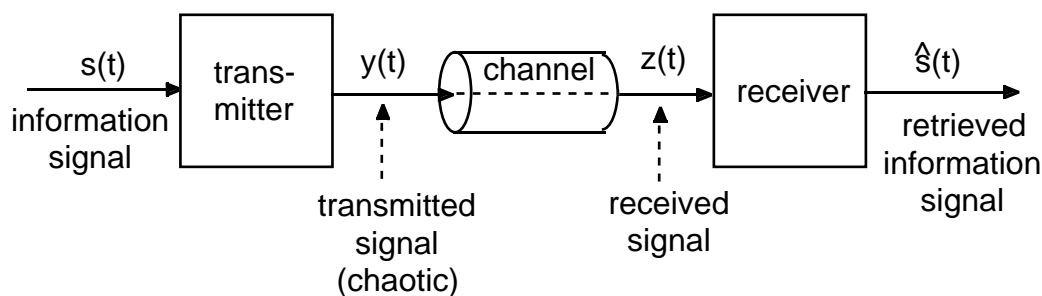 s(t)
information
signal
trans-
mitter
y(t)
transmitted
signal
(chaotic)
channel
z(t)
received
signal
receiver
ŝ(t)
retrieved
information
signal